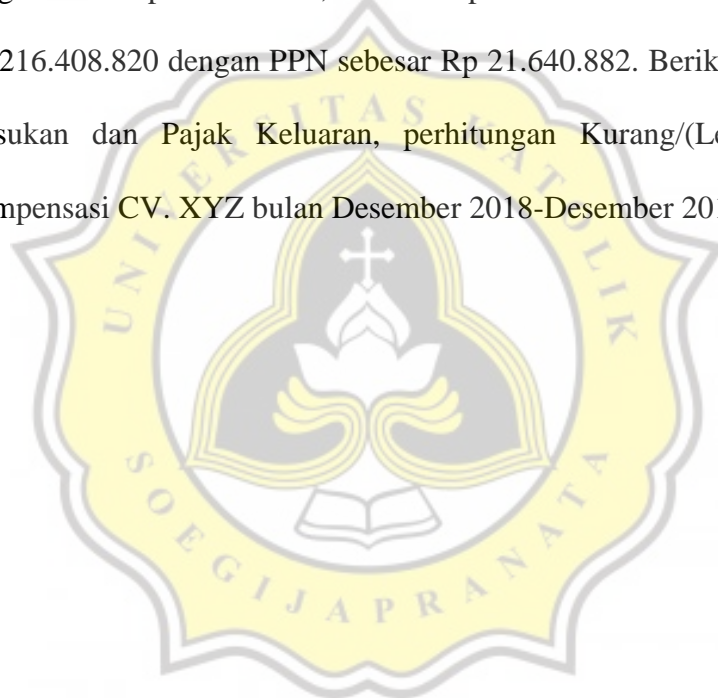 216.408.820 dengan PPN sebesar Rp 21.640.882. Berik
sukan dan Pajak Keluaran, perhitungan Kurang/(Le
mpensasi CV. XYZ bulan Desember 2018-Desember 201
UNIVERSITAS KATOLIK
SOEGIJAPRANATA